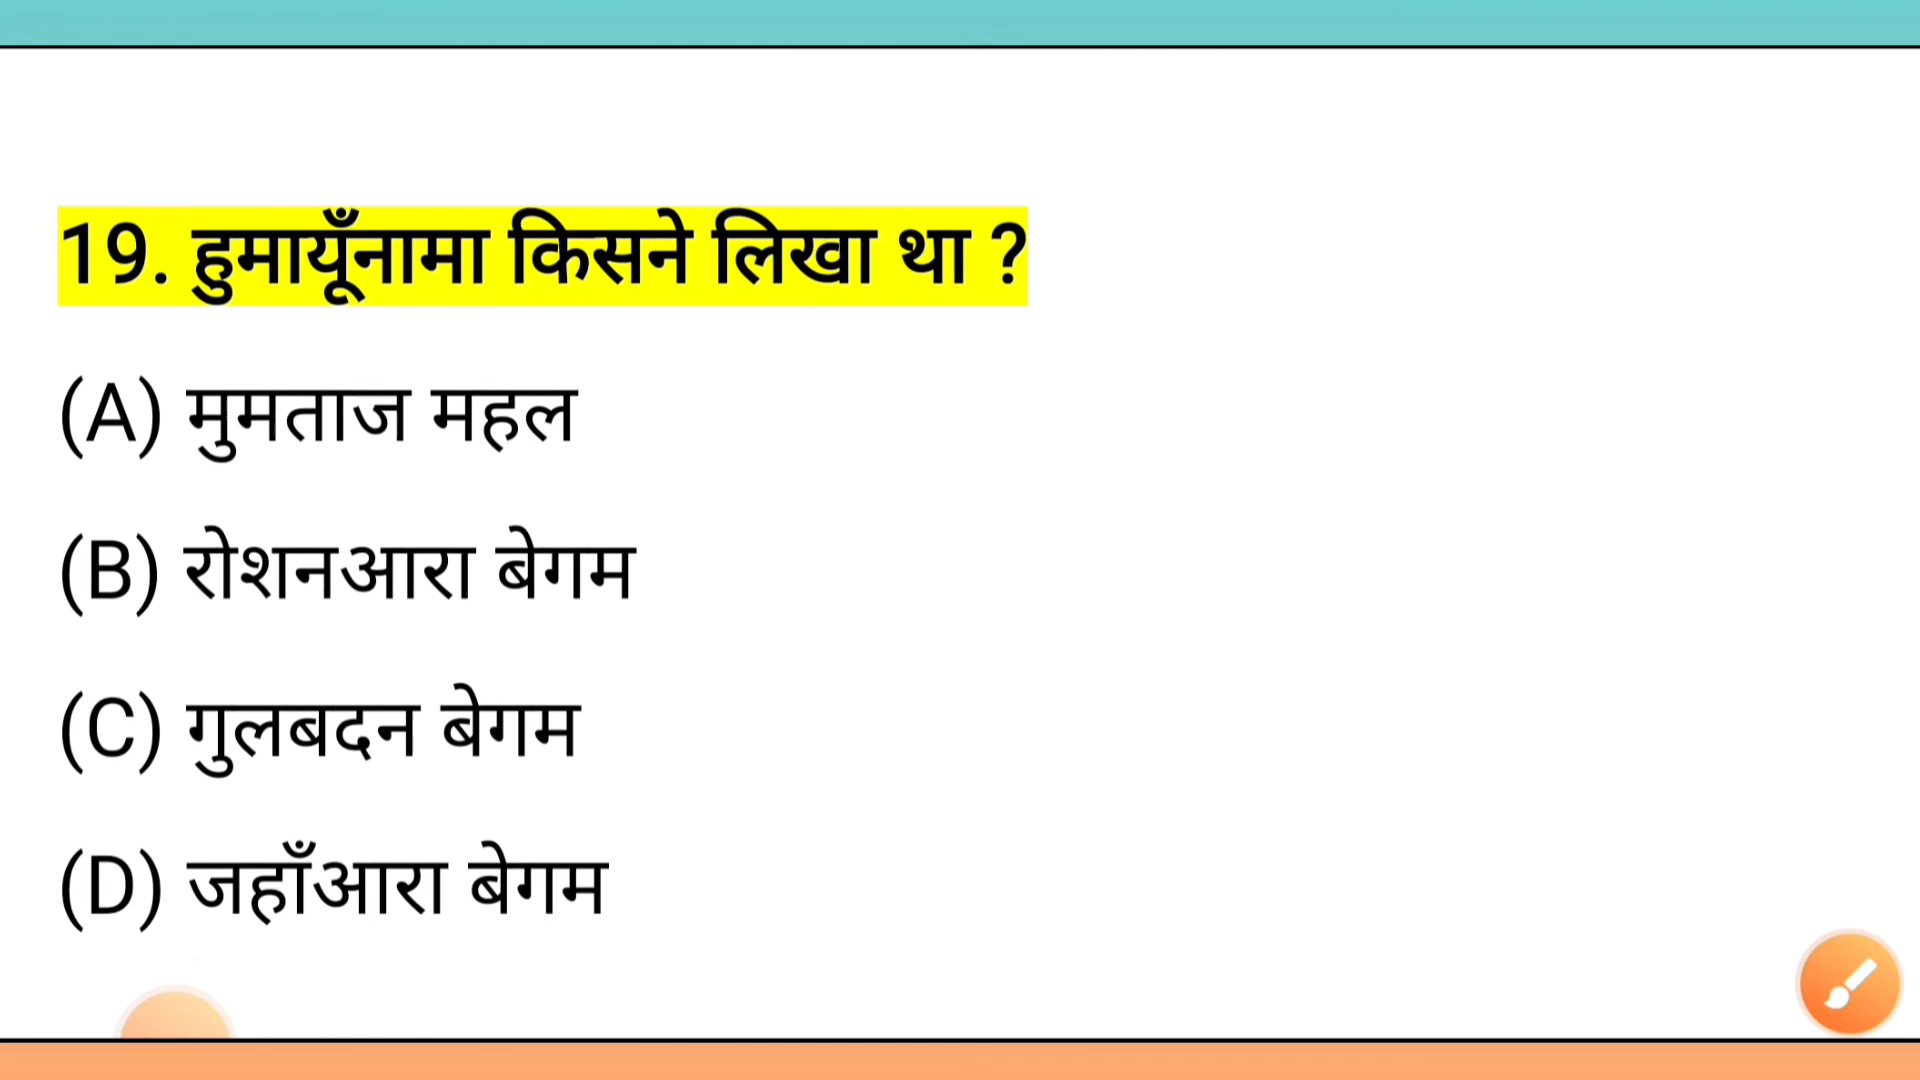 19. हुमायूँनामा किसने लिखा था ?
(A) मुमताज महल
(B) रोशनआरा बेगम
(C) गुलबदन बेगम
(D) जहाँआरा बेगम